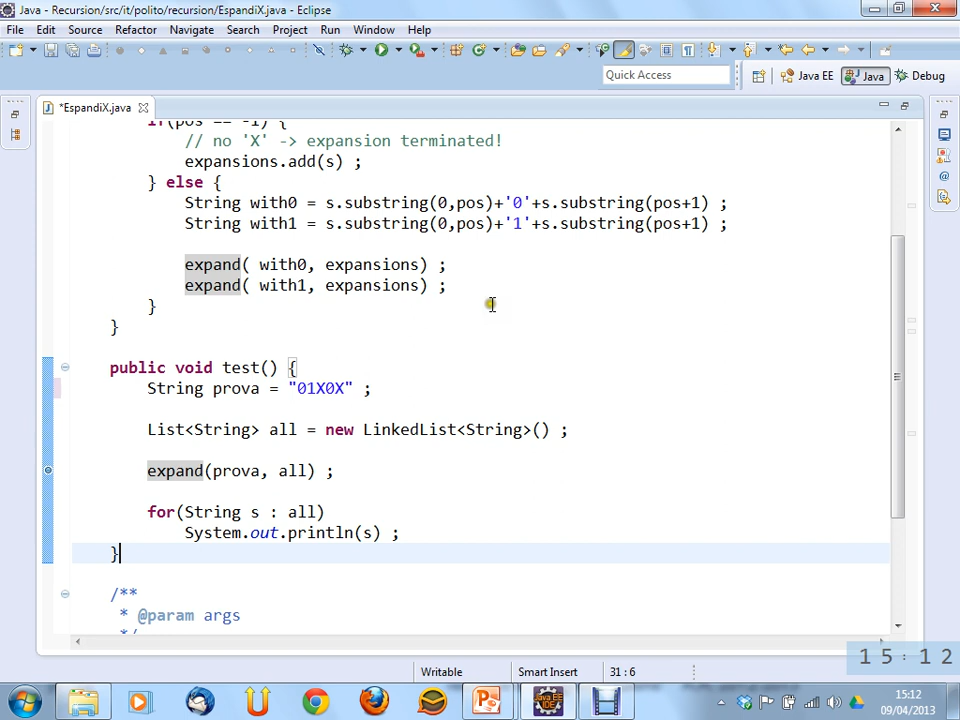 Java - Recursion/src/it/polito/recursion/EspandiX.java - Eclipse
File Edit Source Refactor Navigate Search Project Run Window Help
Quick Access
Java EE Java Debug
*EspandiX.java
if(pos == -1) {
// no 'X' -> expansion terminated!
expansions.add(s) ;
} else {
String with0 = s.substring(0,pos)+'0'+s.substring(pos+1) ;
String with1 = s.substring(0,pos)+'1'+s.substring(pos+1) ;
expand( with0, expansions) ;
expand( with1, expansions) ;
}
}
public void test() {
String prova = "01X0X" ;
List<String> all = new LinkedList<String>() ;
expand(prova, all) ;
for(String s : all)
System.out.println(s) ;
}
/**
* @param args
*/
15:12
Writable Smart Insert 31 : 6
15:12
09/04/2013